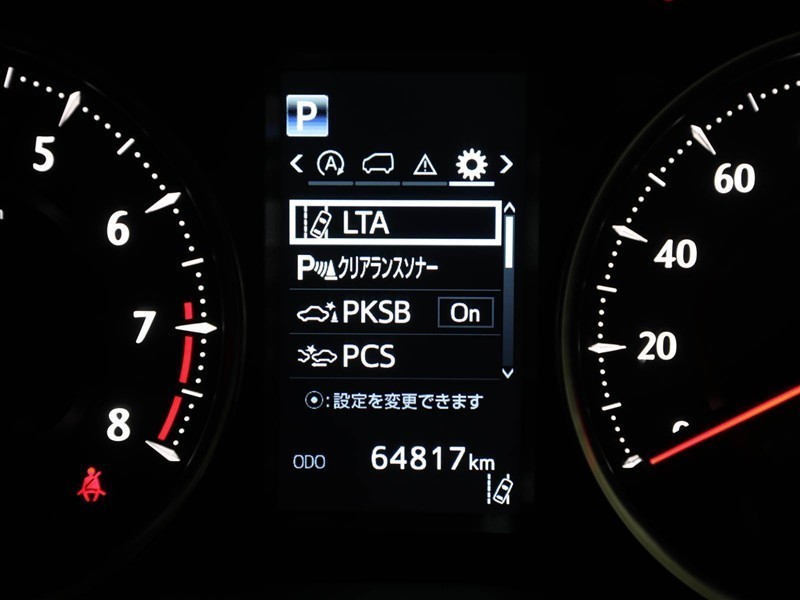 P
A
LTA
Pクリアランスソナー
PKSB On
PCS
:設定を変更できます
ODO 64817km
5
6
7
8
60
40
20